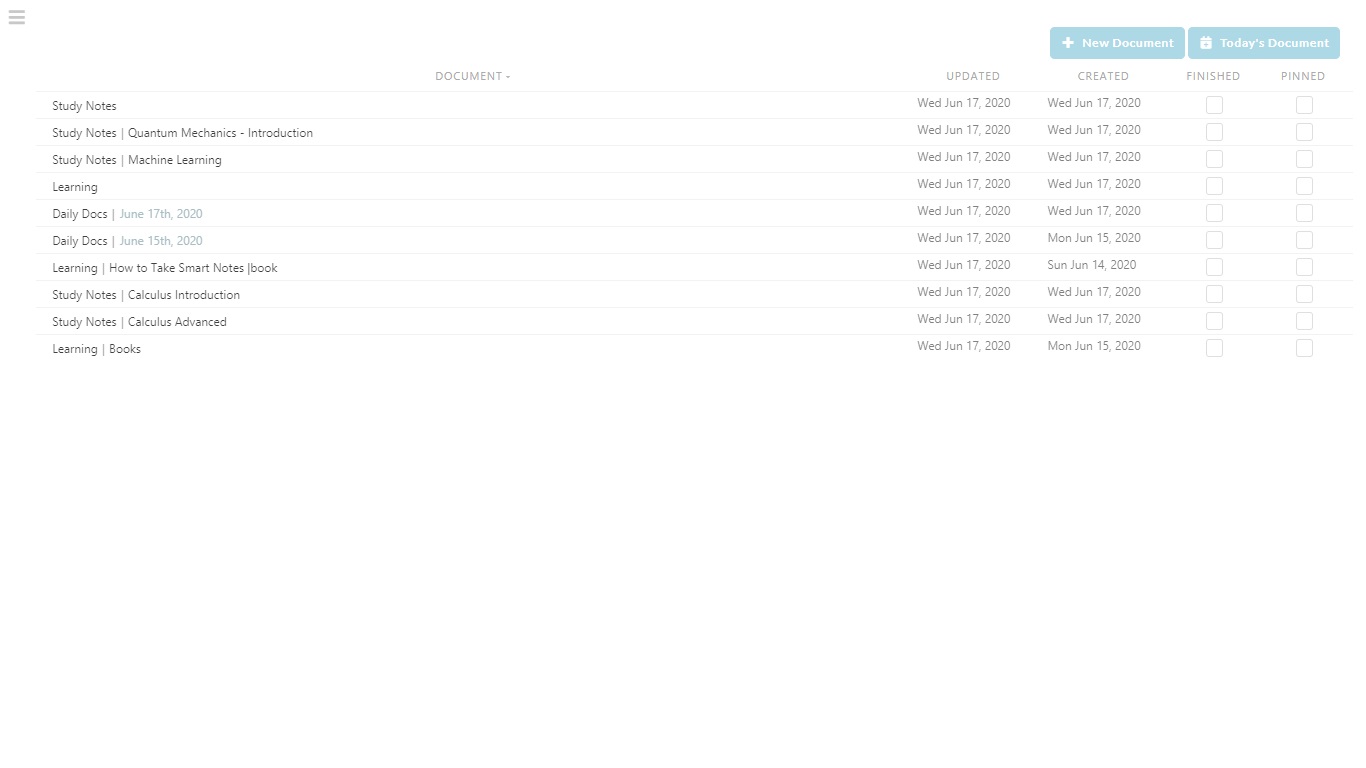 New Document Today's Document
DOCUMENT UPDATED CREATED FINISHED PINNED
Study Notes Wed Jun 17, 2020 Wed Jun 17, 2020
Study Notes | Quantum Mechanics - Introduction Wed Jun 17, 2020 Wed Jun 17, 2020
Study Notes | Machine Learning Wed Jun 17, 2020 Wed Jun 17, 2020
Learning Wed Jun 17, 2020 Wed Jun 17, 2020
Daily Docs | June 17th, 2020 Wed Jun 17, 2020 Wed Jun 17, 2020
Daily Docs | June 15th, 2020 Wed Jun 17, 2020 Mon Jun 15, 2020
Learning | How to Take Smart Notes |book Wed Jun 17, 2020 Sun Jun 14, 2020
Study Notes | Calculus Introduction Wed Jun 17, 2020 Wed Jun 17, 2020
Study Notes | Calculus Advanced Wed Jun 17, 2020 Wed Jun 17, 2020
Learning | Books Wed Jun 17, 2020 Mon Jun 15, 2020